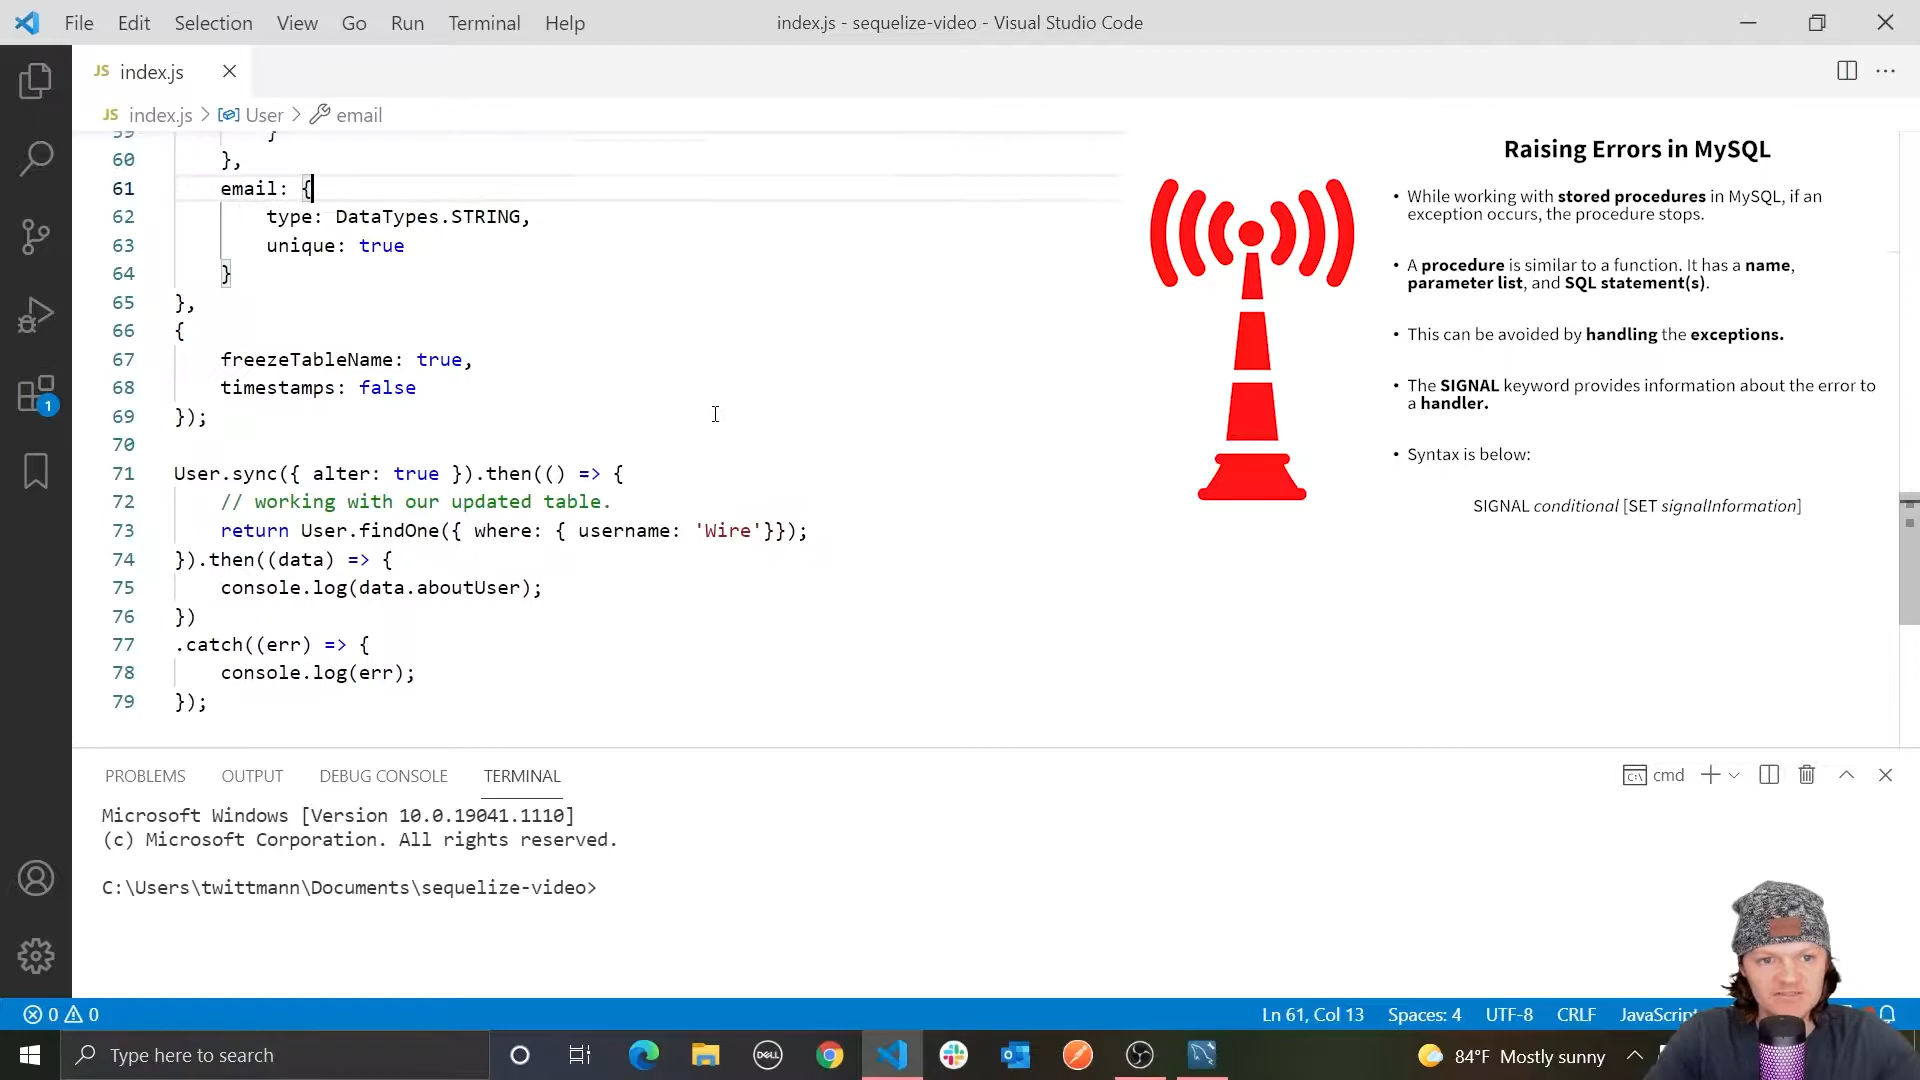 File Edit Selection View Go Run Terminal Help
index.js - sequelize-video - Visual Studio Code
JS index.js
JS index.js > User > email
59 }
60 },
61 email: {
62 type: DataTypes.STRING,
63 unique: true
64 }
65 },
66 {
67 freezeTableName: true,
68 timestamps: false
69 });
70
71 User.sync({ alter: true }).then(() => {
72 // working with our updated table.
73 return User.findOne({ where: { username: 'Wire'}});
74 }).then((data) => {
75 console.log(data.aboutUser);
76 })
77 .catch((err) => {
78 console.log(err);
79 });
Raising Errors in MySQL
• While working with stored procedures in MySQL, if an
exception occurs, the procedure stops.
• A procedure is similar to a function. It has a name,
parameter list, and SQL statement(s).
• This can be avoided by handling the exceptions.
• The SIGNAL keyword provides information about the error to
a handler.
• Syntax is below:
SIGNAL conditional [SET signalInformation]
1
PROBLEMS OUTPUT DEBUG CONSOLE TERMINAL
cmd
Microsoft Windows [Version 10.0.19041.1110]
(c) Microsoft Corporation. All rights reserved.
C:\Users\twittmann\Documents\sequelize-video>
0 0
Ln 61, Col 13 Spaces: 4 UTF-8 CRLF JavaScript
Type here to search
DELL
84°F Mostly sunny